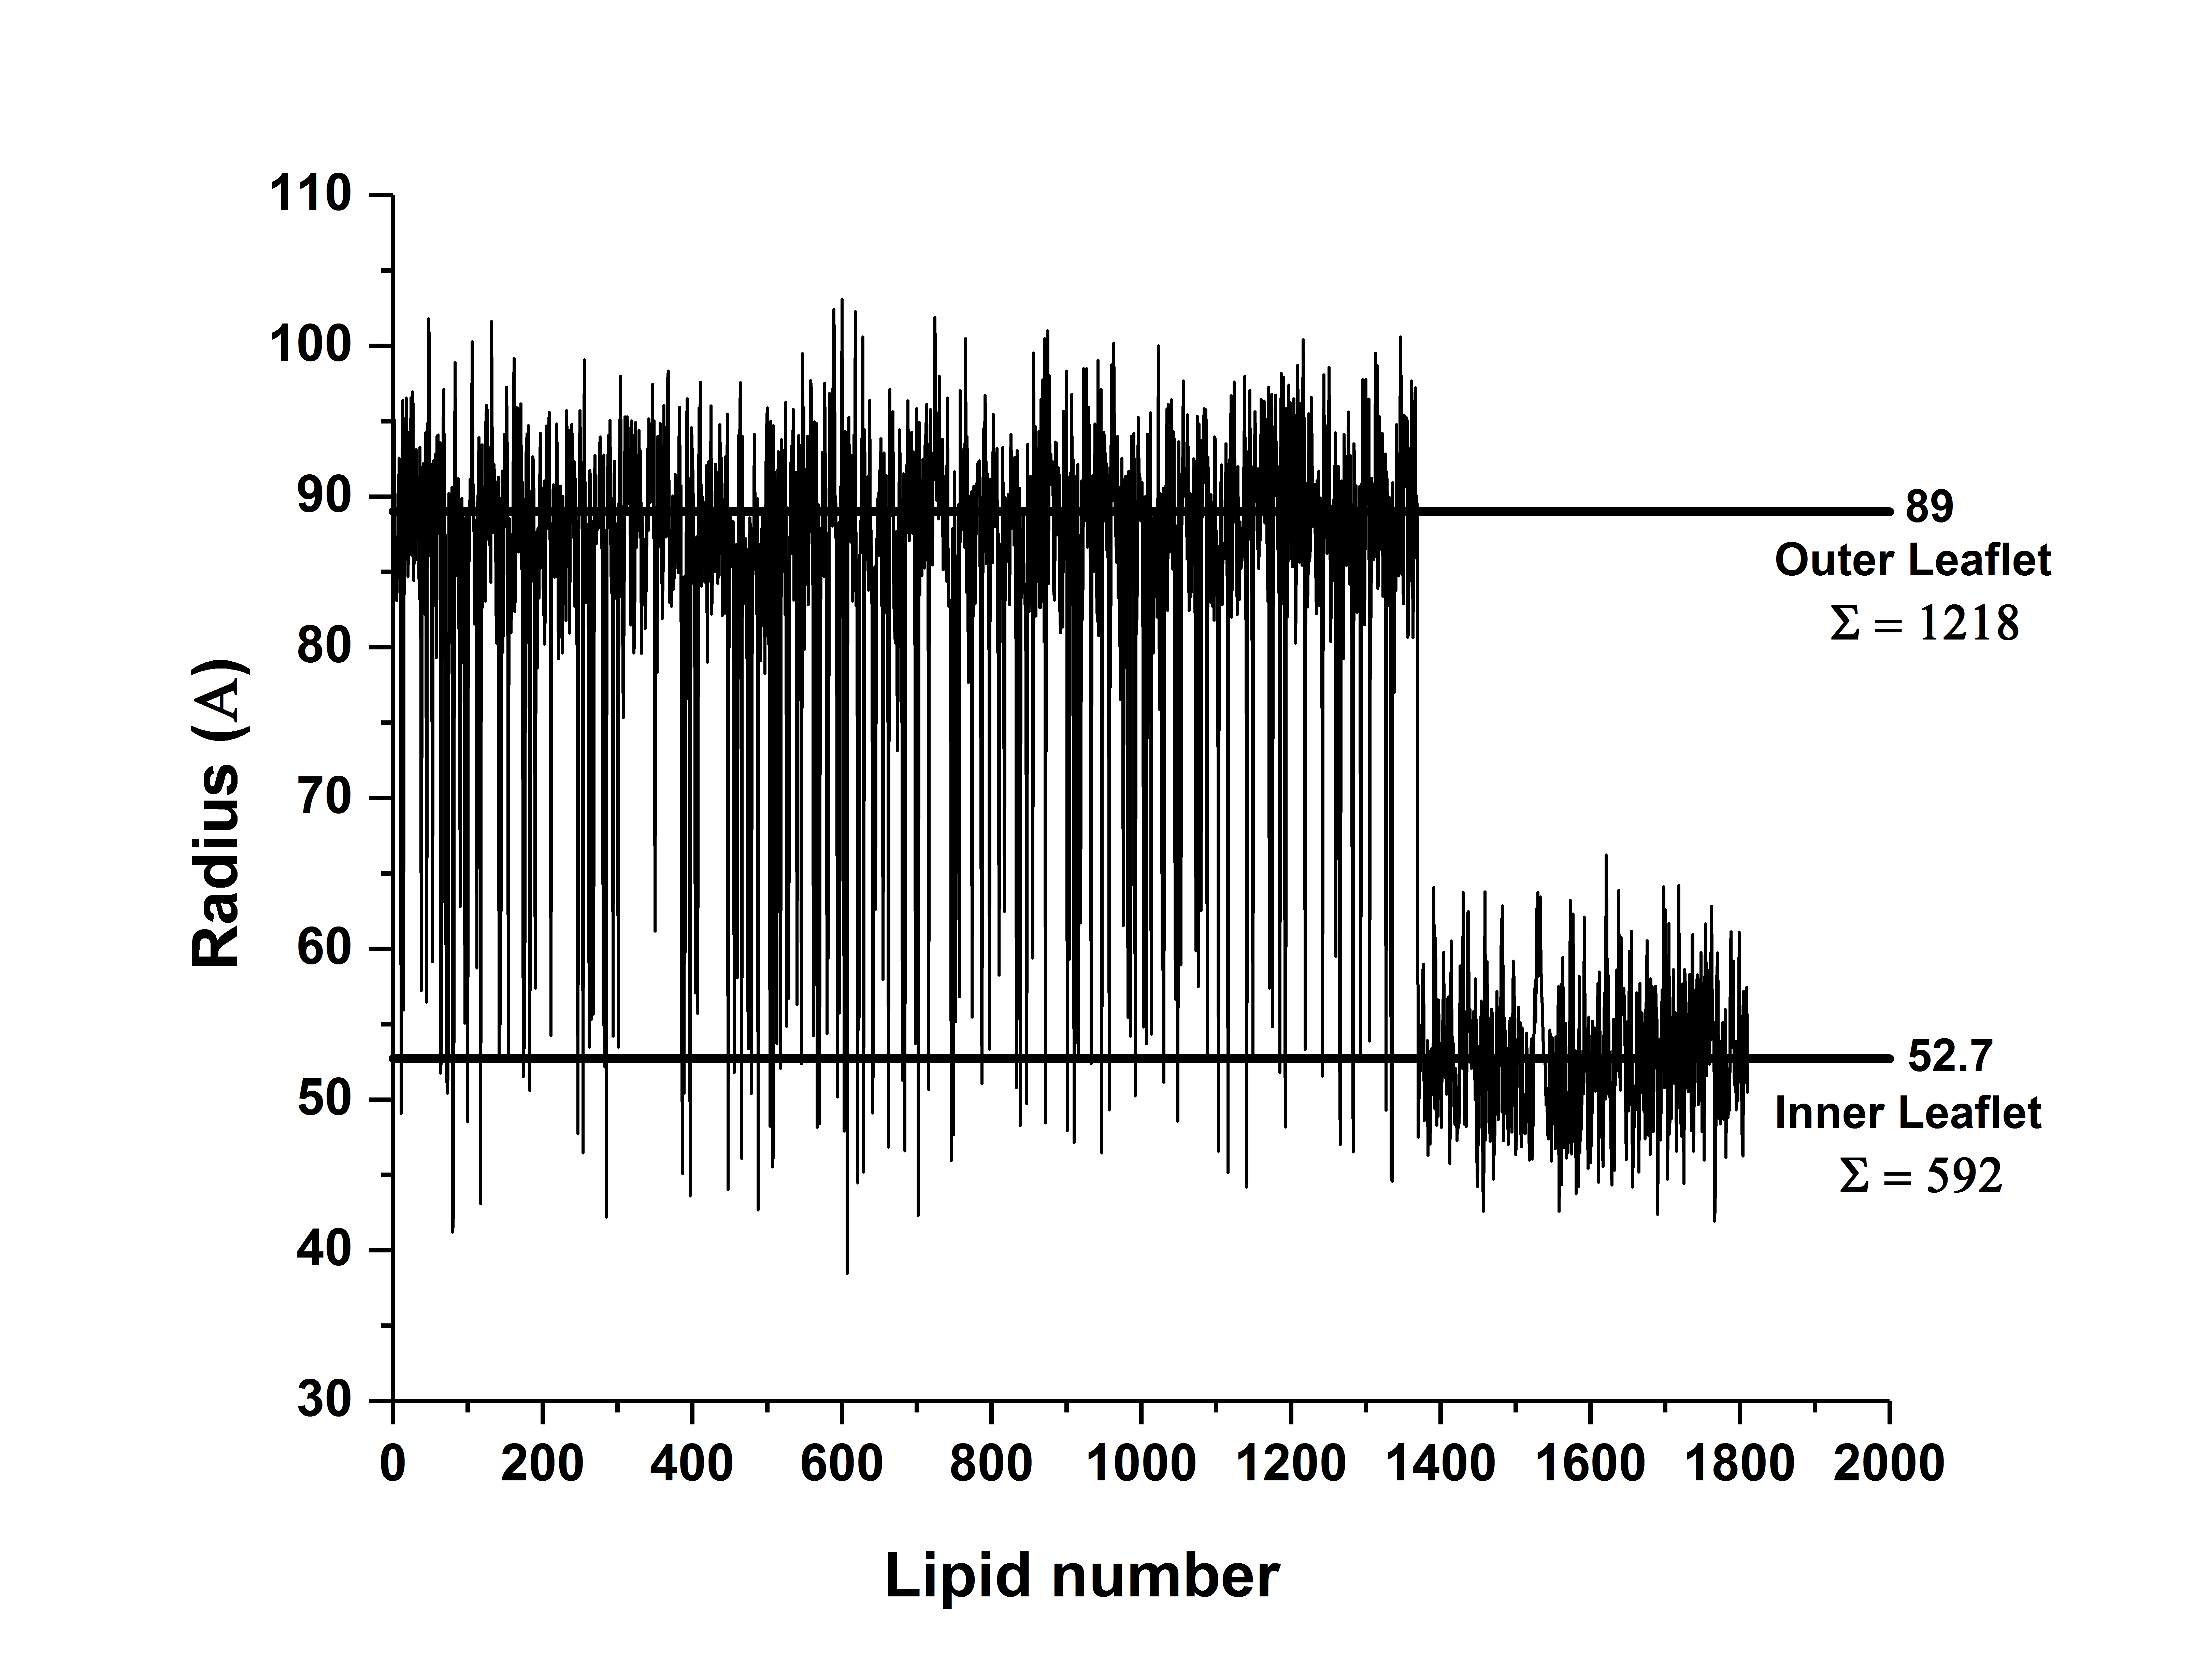 110
100
90
80
70
60
50
40
30
Radius (A)
0 200 400 600 800 1000 1200 1400 1600 1800 2000
Lipid number
89
Outer Leaflet
Σ = 1218
52.7
Inner Leaflet
Σ = 592